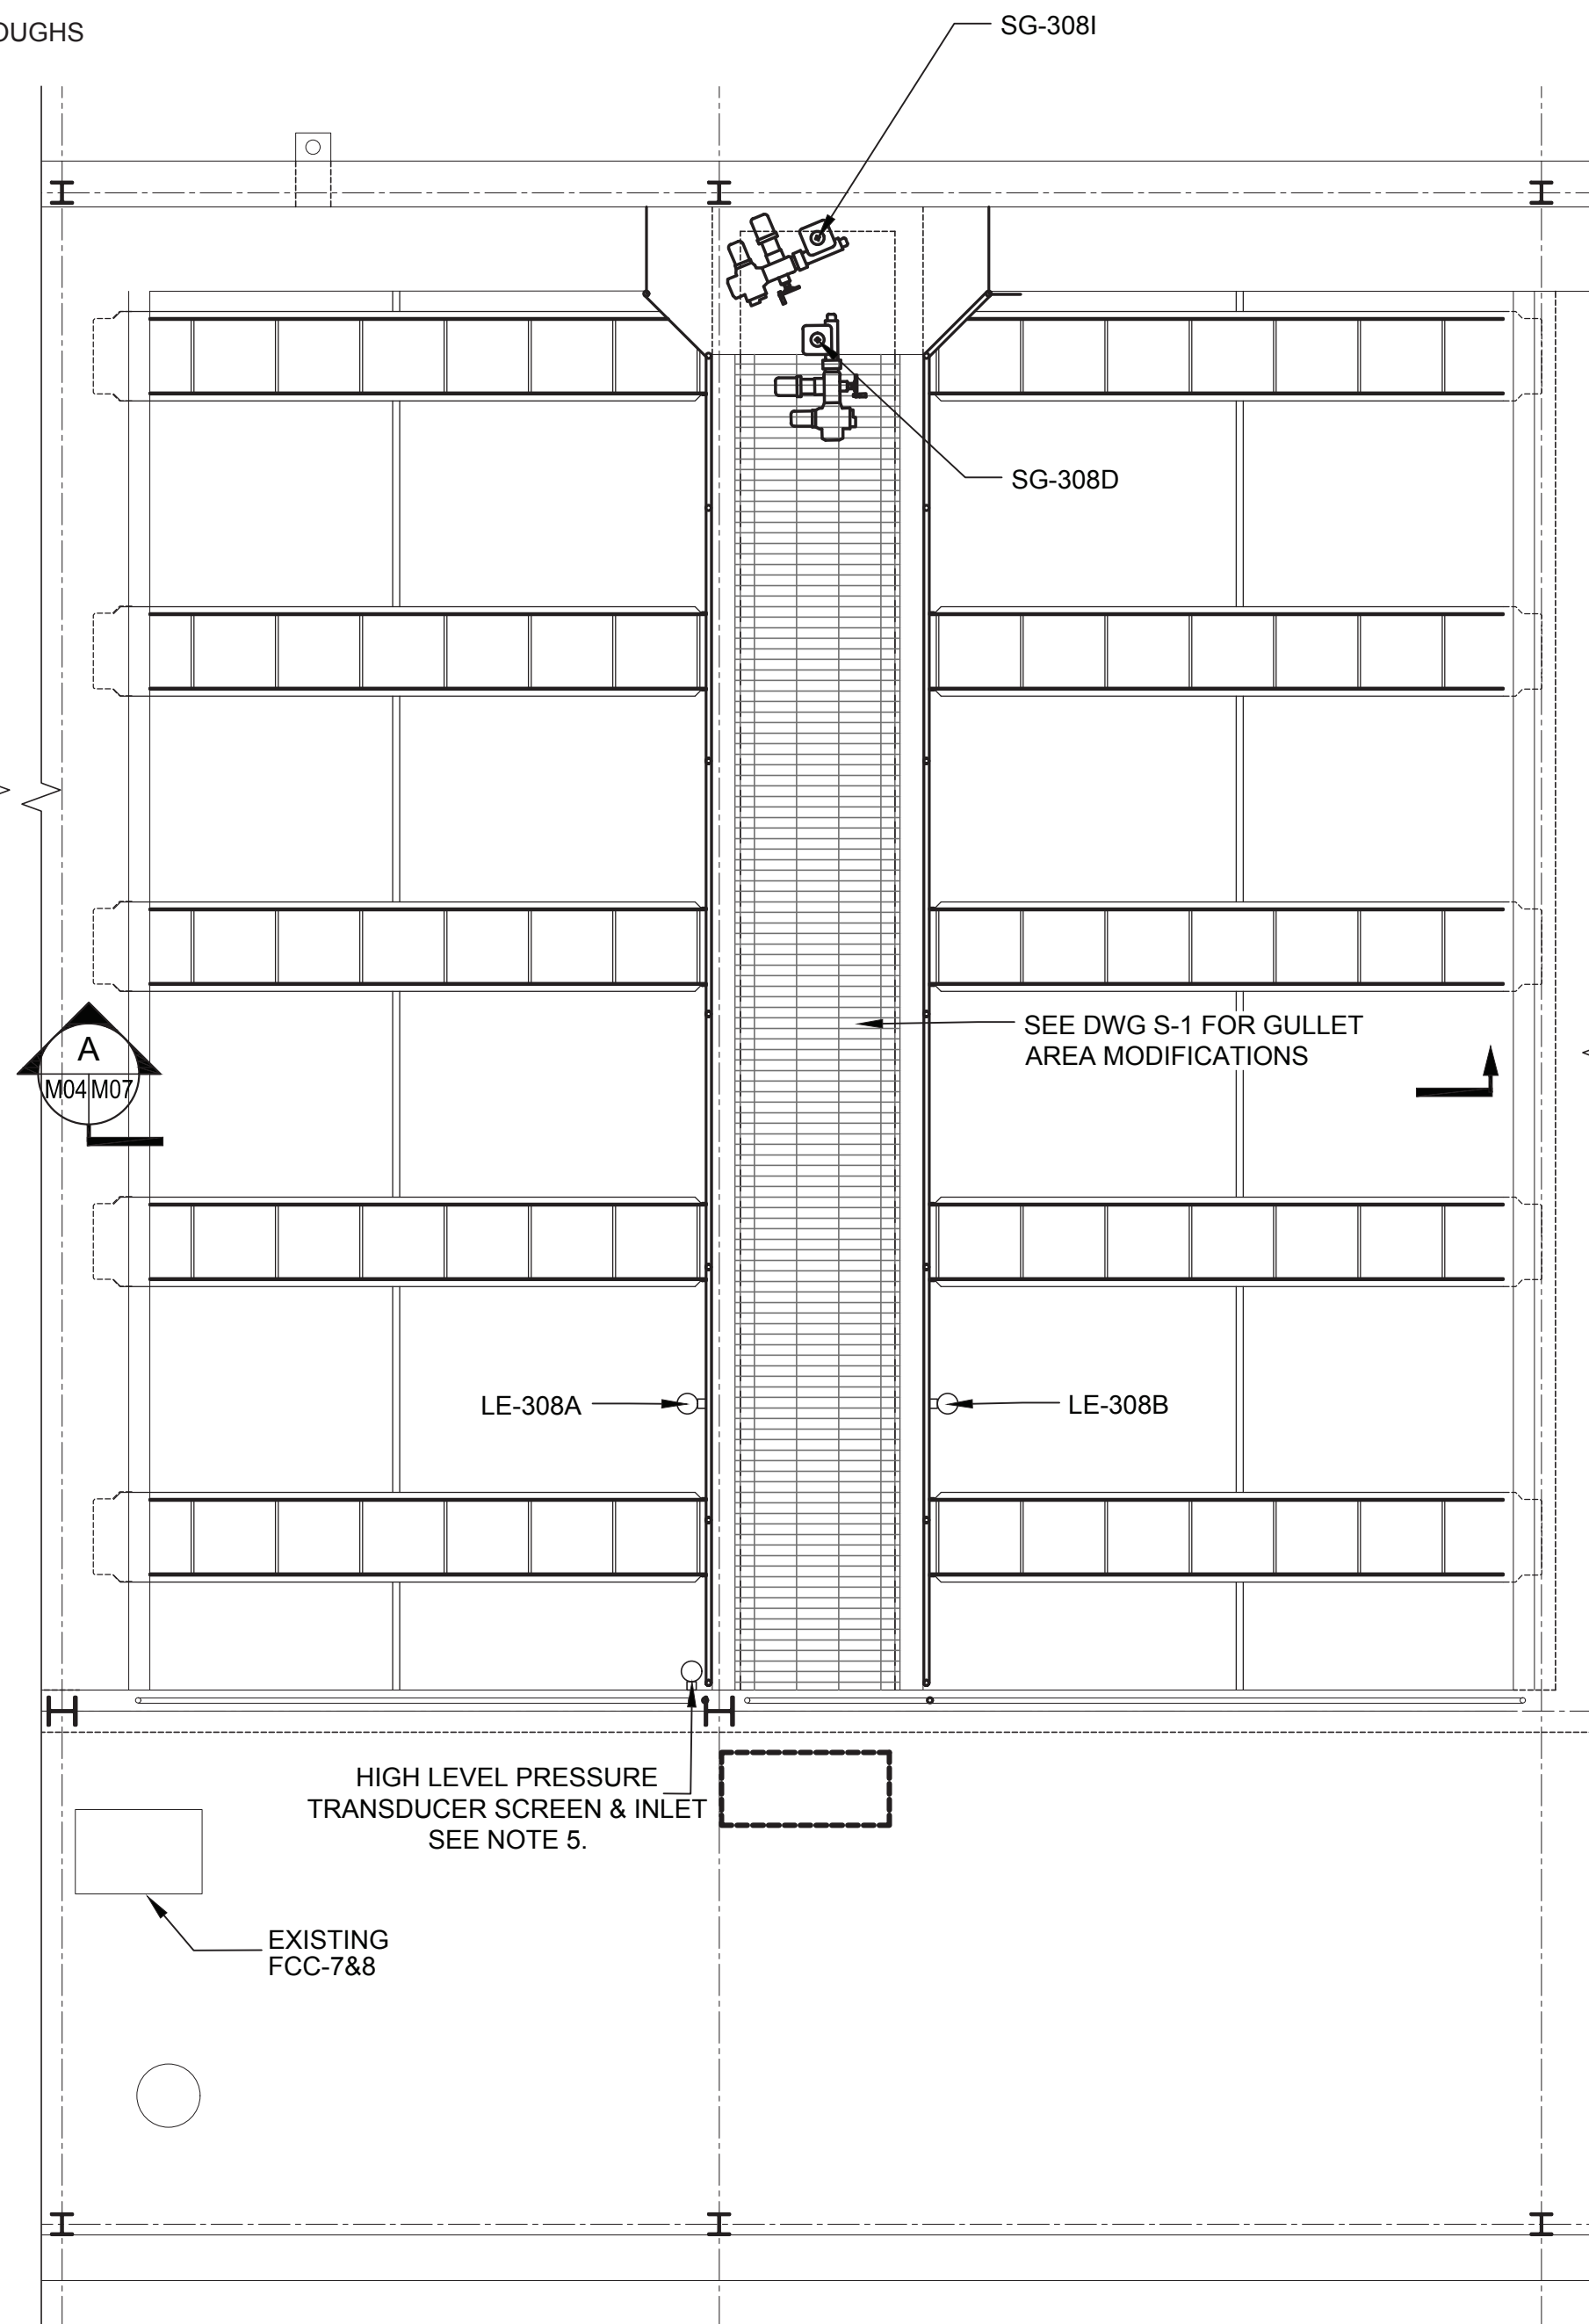 SG-308I
SG-308D
SEE DWG S-1 FOR GULLET
AREA MODIFICATIONS
A
M04 M07
LE-308A
LE-308B
HIGH LEVEL PRESSURE
TRANSDUCER SCREEN & INLET
SEE NOTE 5.
EXISTING
FCC-7&8